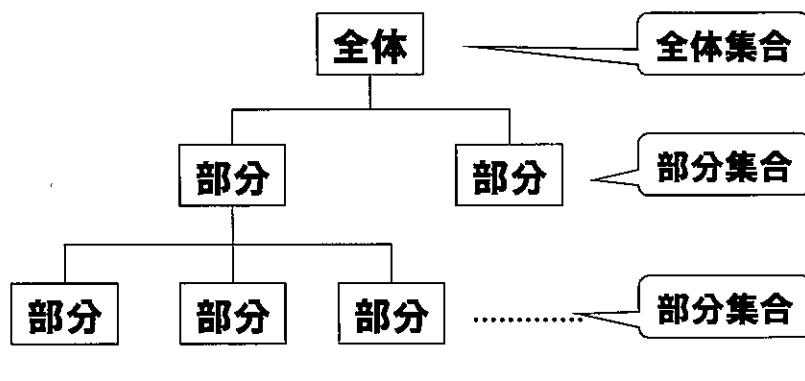 全体
全体集合
部分
部分
部分集合
部分
部分
部分
............
部分集合